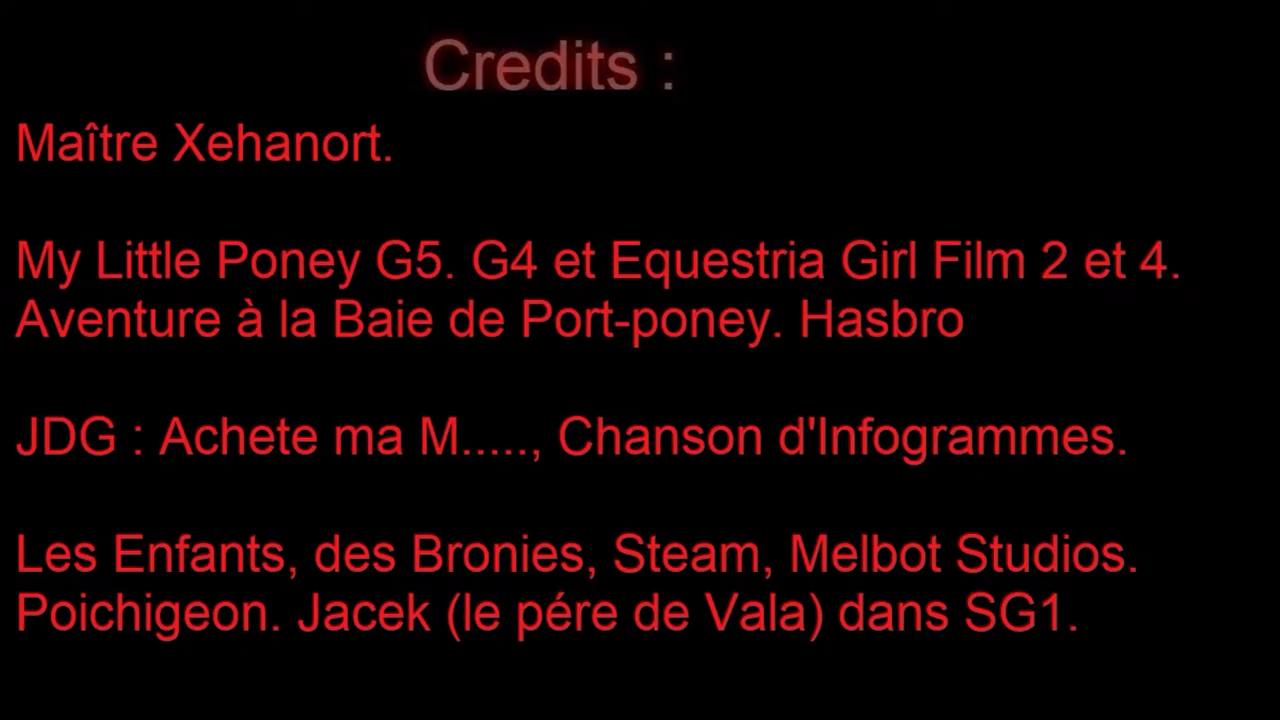 Credits :
Maître Xehanort.
My Little Poney G5. G4 et Equestria Girl Film 2 et 4.
Aventure à la Baie de Port-poney. Hasbro
JDG : Achete ma M....., Chanson d'Infogrammes.
Les Enfants, des Bronies, Steam, Melbot Studios.
Poichigeon. Jacek (le pére de Vala) dans SG1.